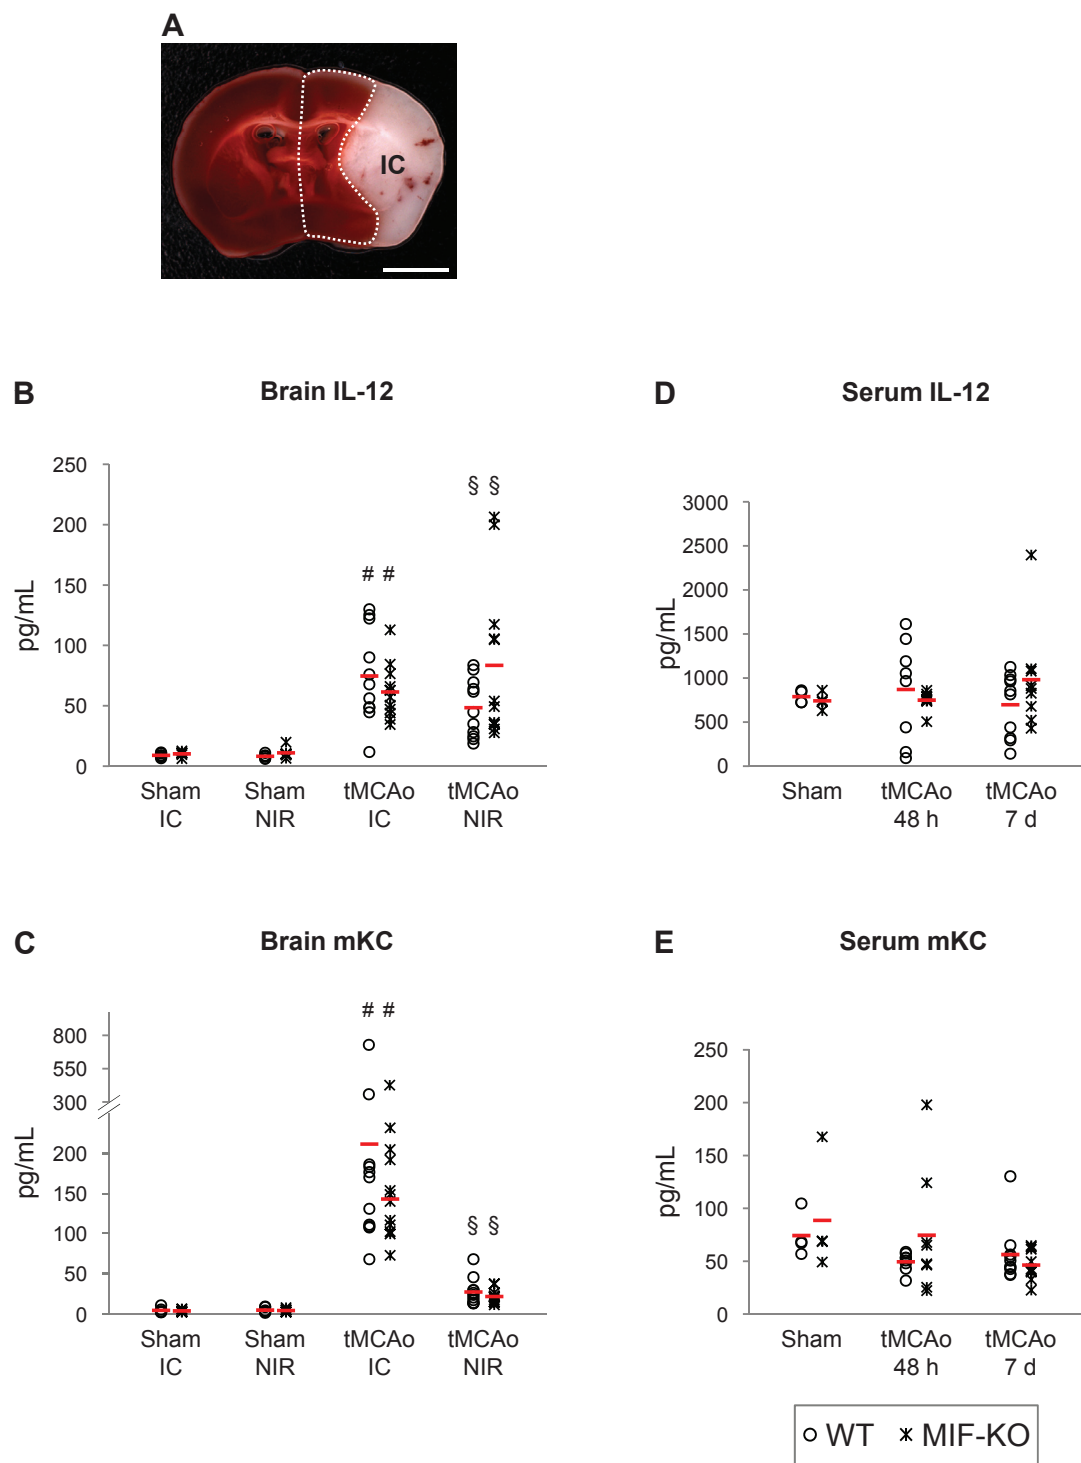 A
IC
B
Brain IL-12
250
200
150
100
50
0
pg/mL
# #
§ §
Sham
IC
Sham
NIR
tMCAo
IC
tMCAo
NIR
D
Serum IL-12
3000
2500
2000
1500
1000
500
0
pg/mL
Sham
tMCAo
48 h
tMCAo
7 d
C
Brain mKC
800
550
300
200
150
100
50
0
pg/mL
# #
§ §
Sham
IC
Sham
NIR
tMCAo
IC
tMCAo
NIR
E
Serum mKC
250
200
150
100
50
0
pg/mL
Sham
tMCAo
48 h
tMCAo
7 d
WT MIF-KO